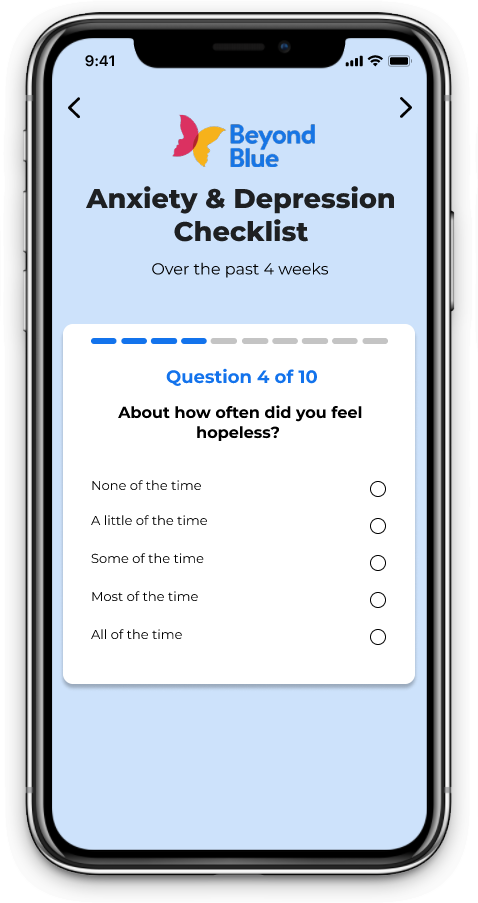 9:41
Beyond
Blue
Anxiety & Depression
Checklist
Over the past 4 weeks
Question 4 of 10
About how often did you feel
hopeless?
None of the time
A little of the time
Some of the time
Most of the time
All of the time